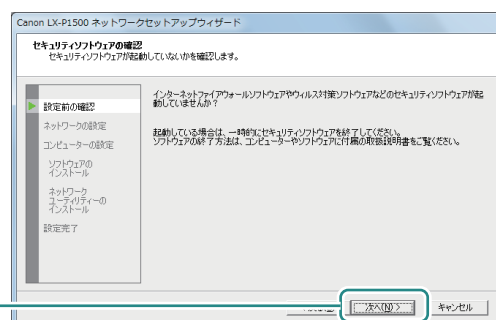 Canon LX-P1500 ネットワークセットアップウィザード
セキュリティソフトウェアの確認
セキュリティソフトウェアが起動していないかを確認します。
設定前の確認
ネットワークの設定
コンピューターの設定
ソフトウェアの
インストール
ネットワーク
ユーティリティーの
インストール
設定完了
インターネットファイアウォールソフトウェアやウィルス対策ソフトウェアなどのセキュリティソフトウェアが起
動していませんか？
起動している場合は、一時的にセキュリティソフトウェアを終了してください。
ソフトウェアの終了方法は、コンピューターやソフトウェアに付属の取扱説明書をご覧ください。
次へ(N) >
キャンセル